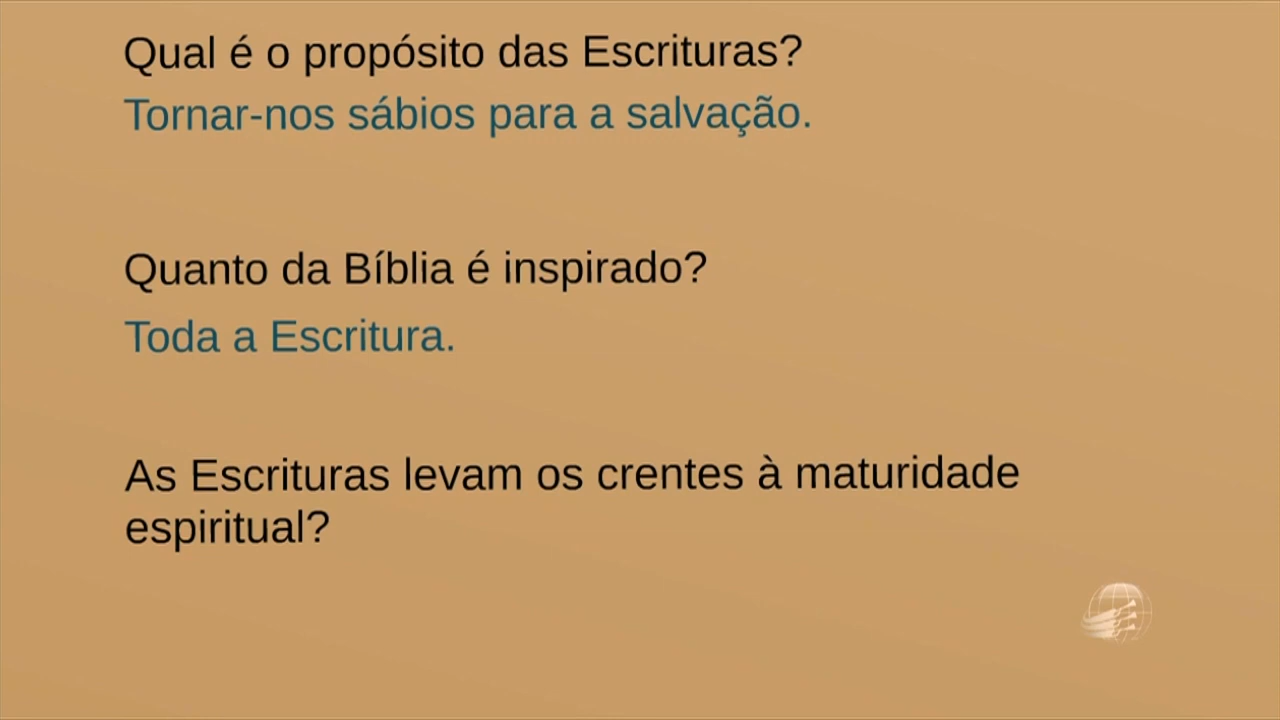 Qual é o propósito das Escrituras?
Tornar-nos sábios para a salvação.
Quanto da Bíblia é inspirado?
Toda a Escritura.
As Escrituras levam os crentes à maturidade
espiritual?